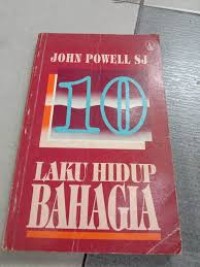 JOHN POWELL SJ
10
LAKU HIDUP
BAHAGIA